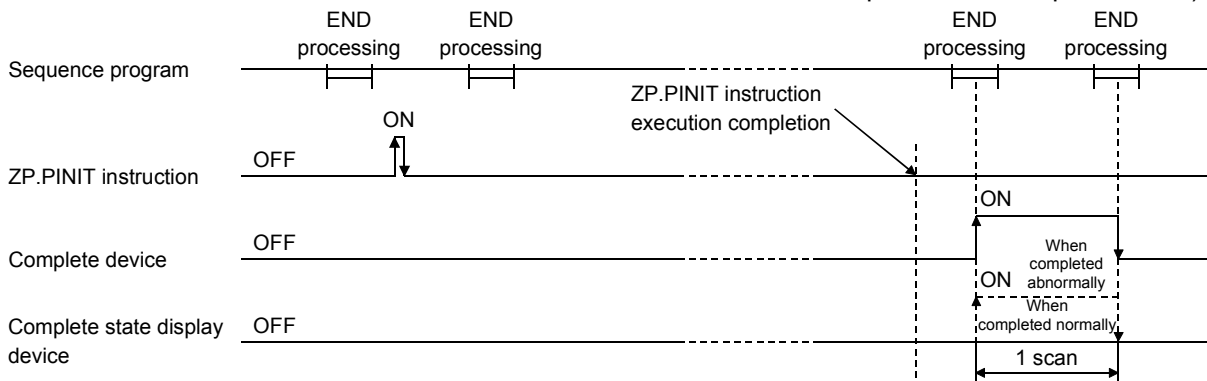 END processing
END processing
END processing
END processing
Sequence program
ZP.PINIT instruction
execution completion
ON
OFF
ZP.PINIT instruction
ON
OFF
Complete device
When
completed
abnormally
ON
When
completed normally
OFF
Complete state display
device
1 scan